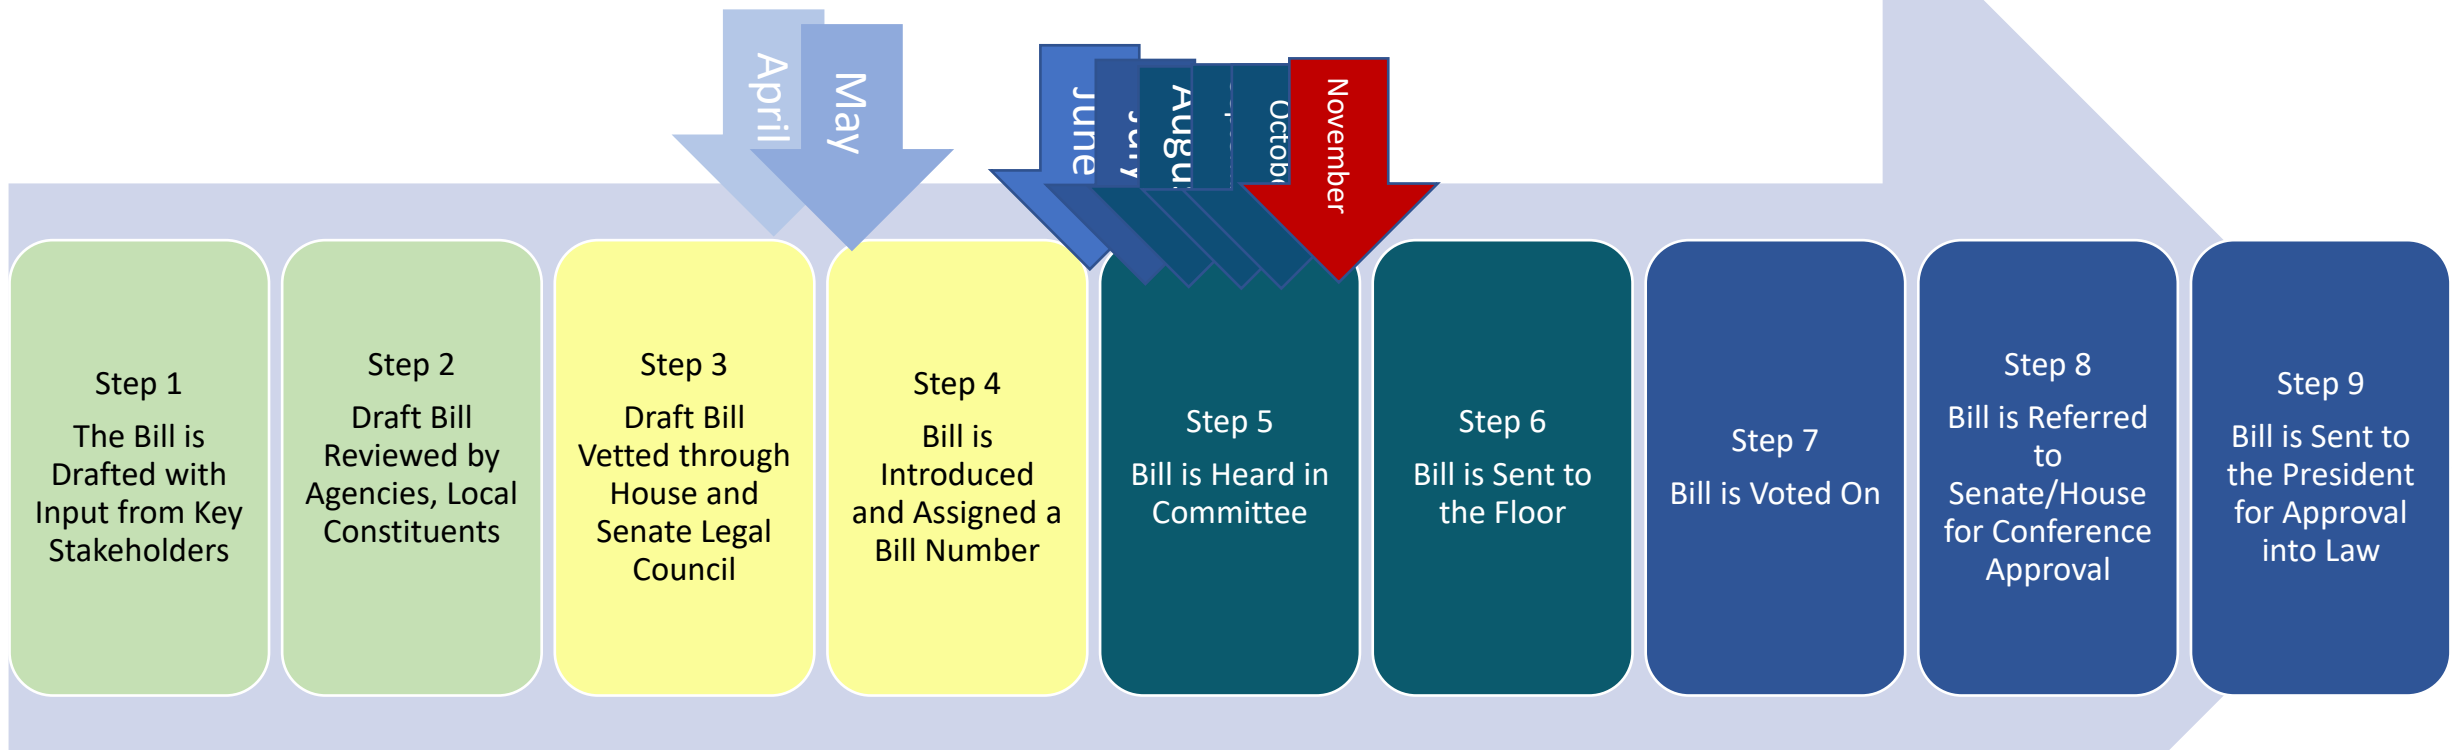 April
May
June
July
Augu
Octobe
November
Step 1
The Bill is
Drafted with
Input from Key
Stakeholders
Step 2
Draft Bill
Reviewed by
Agencies, Local
Constituents
Step 3
Draft Bill
Vetted through
House and
Senate Legal
Council
Step 4
Bill is
Introduced
and Assigned a
Bill Number
Step 5
Bill is Heard in
Committee
Step 6
Bill is Sent to
the Floor
Step 7
Bill is Voted On
Step 8
Bill is Referred
to
Senate/House
for Conference
Approval
Step 9
Bill is Sent to
the President
for Approval
into Law